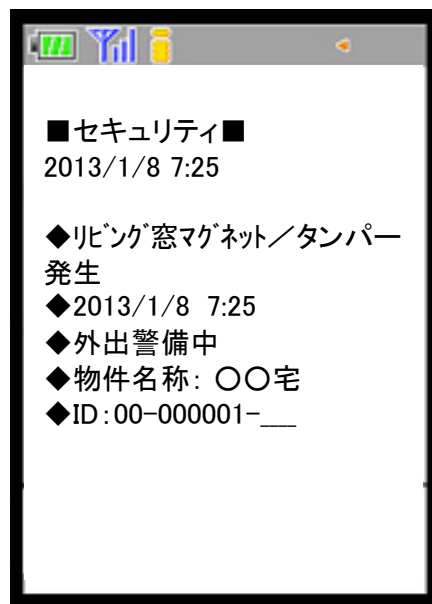 ■セキュリティ■
2013/1/8 7:25
◆ﾘﾋﾞﾝｸﾞ窓ﾏｸﾞﾈｯﾄ／タンパー
発生
◆2013/1/8 7:25
◆外出警備中
◆物件名称：〇〇宅
◆ID：00-000001-___